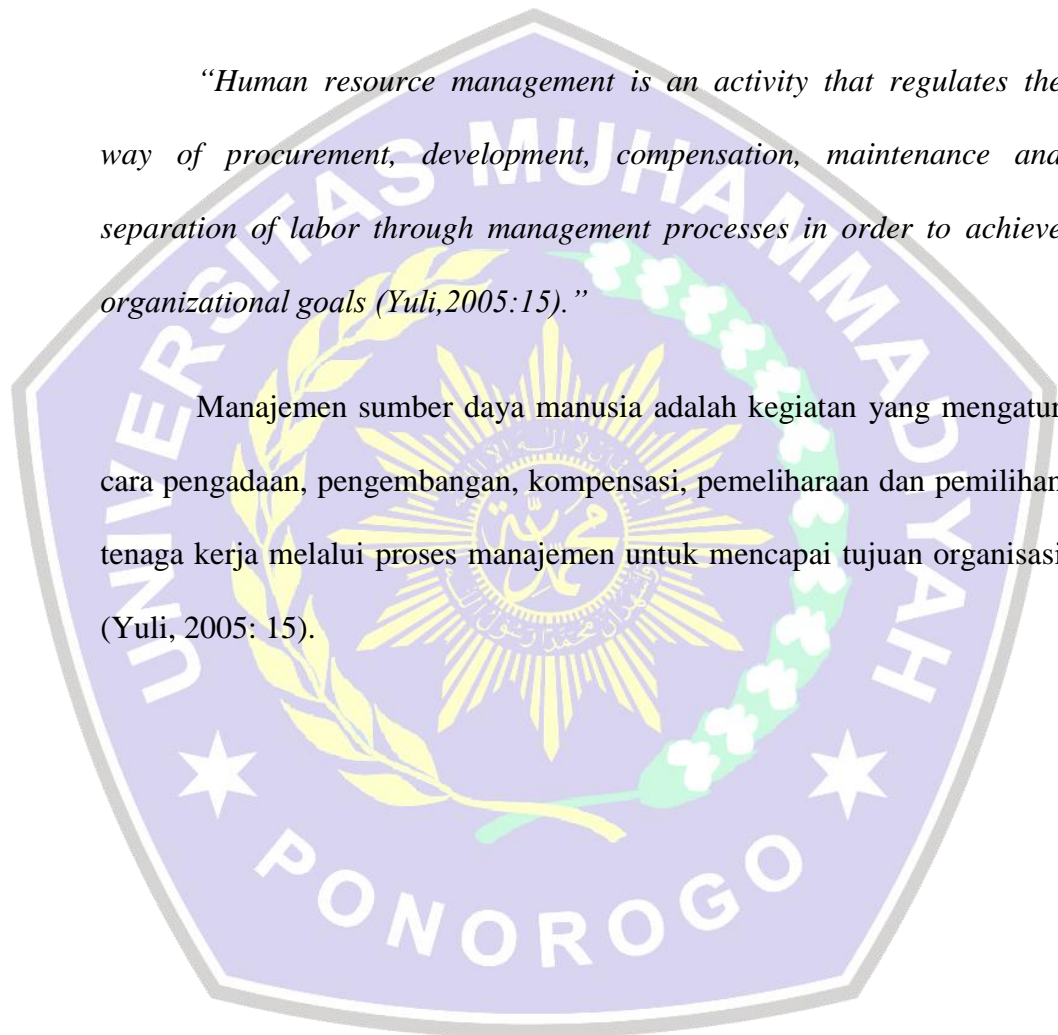 “Human resource management is an activity that regulates the
way of procurement, development, compensation, maintenance and
separation of labor through management processes in order to achieve
organizational goals (Yuli,2005:15).”
Manajemen sumber daya manusia adalah kegiatan yang mengatur
cara pengadaan, pengembangan, kompensasi, pemeliharaan dan pemilihan
tenaga kerja melalui proses manajemen untuk mencapai tujuan organisasi
(Yuli, 2005: 15).
UNIVERSITAS MUHAMMADIYAH
PONOROGO
محمدية